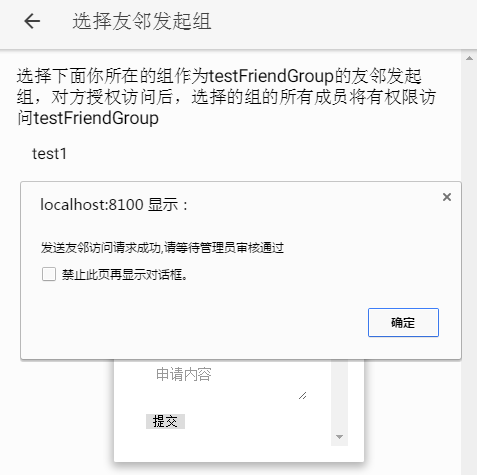 选择友邻发起组
选择下面你所在的组作为testFriendGroup的友邻发起
组，对方授权访问后，选择的组的所有成员将有权限访
问testFriendGroup
test1
localhost:8100 显示：
发送友邻访问请求成功,请等待管理员审核通过
禁止此页再显示对话框。
确定
申请内容
提交